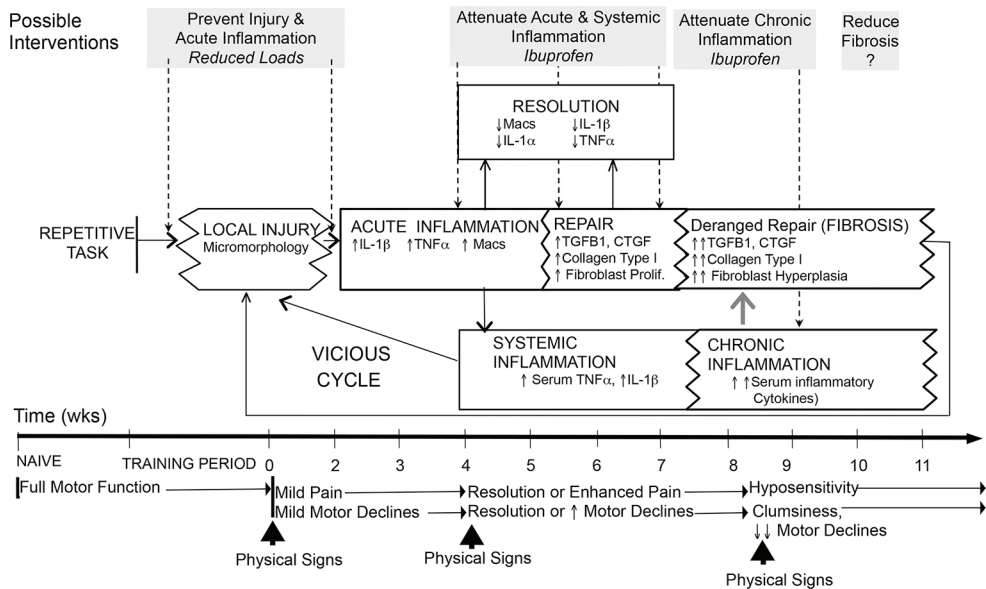 Possible
Interventions
Prevent Injury &
Acute Inflammation
Reduced Loads
Attenuate Acute & Systemic
Inflammation
Ibuprofen
Attenuate Chronic
Inflammation
Ibuprofen
Reduce
Fibrosis
?
RESOLUTION
↓Macs ↓IL-1β
↓IL-1α ↓TNFα
REPETITIVE
TASK
LOCAL INJURY
Micromorphology
ACUTE INFLAMMATION
↑IL-1β ↑TNFα ↑ Macs
REPAIR
↑TGFB1, CTGF
↑Collagen Type I
↑ Fibroblast Prolif.
Deranged Repair (FIBROSIS)
↑↑TGFB1, CTGF
↑↑Collagen Type I
↑↑ Fibroblast Hyperplasia
VICIOUS
CYCLE
SYSTEMIC
INFLAMMATION
↑ Serum TNFα, ↑IL-1β
CHRONIC
INFLAMMATION
↑ ↑Serum inflammatory
Cytokines)
Time (wks)
NAIVE TRAINING PERIOD 0 2 3 4 5 6 7 8 9 10 11
Full Motor Function
Mild Pain
Mild Motor Declines
Resolution or Enhanced Pain
Resolution or ↑ Motor Declines
Hyposensitivity
Clumsiness,
↓↓ Motor Declines
Physical Signs
Physical Signs
Physical Signs